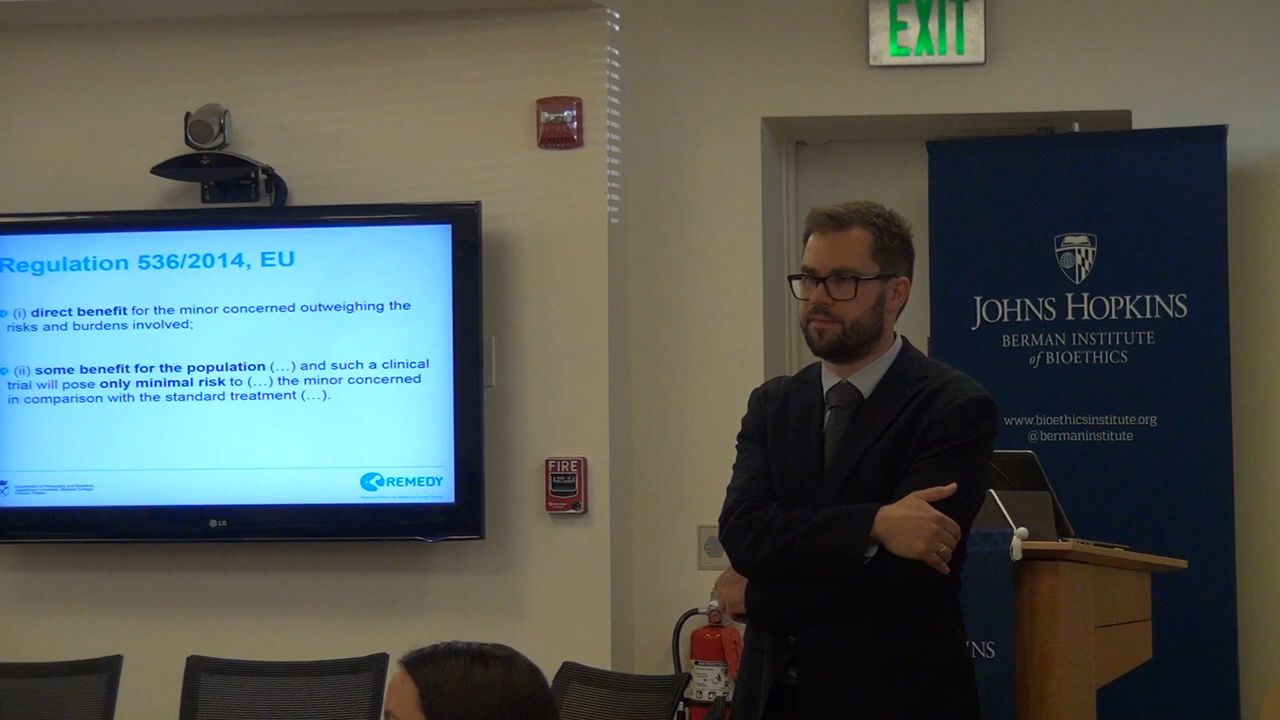 EXIT
Regulation 536/2014, EU
(i) direct benefit for the minor concerned outweighing the
risks and burdens involved;
(ii) some benefit for the population (…) and such a clinical
trial will pose only minimal risk to (…) the minor concerned
in comparison with the standard treatment (…).
REMEDY
LG
FIRE
JOHNS HOPKINS
BERMAN INSTITUTE
of BIOETHICS
www.bioethicsinstitute.org
@bermaninstitute
NS